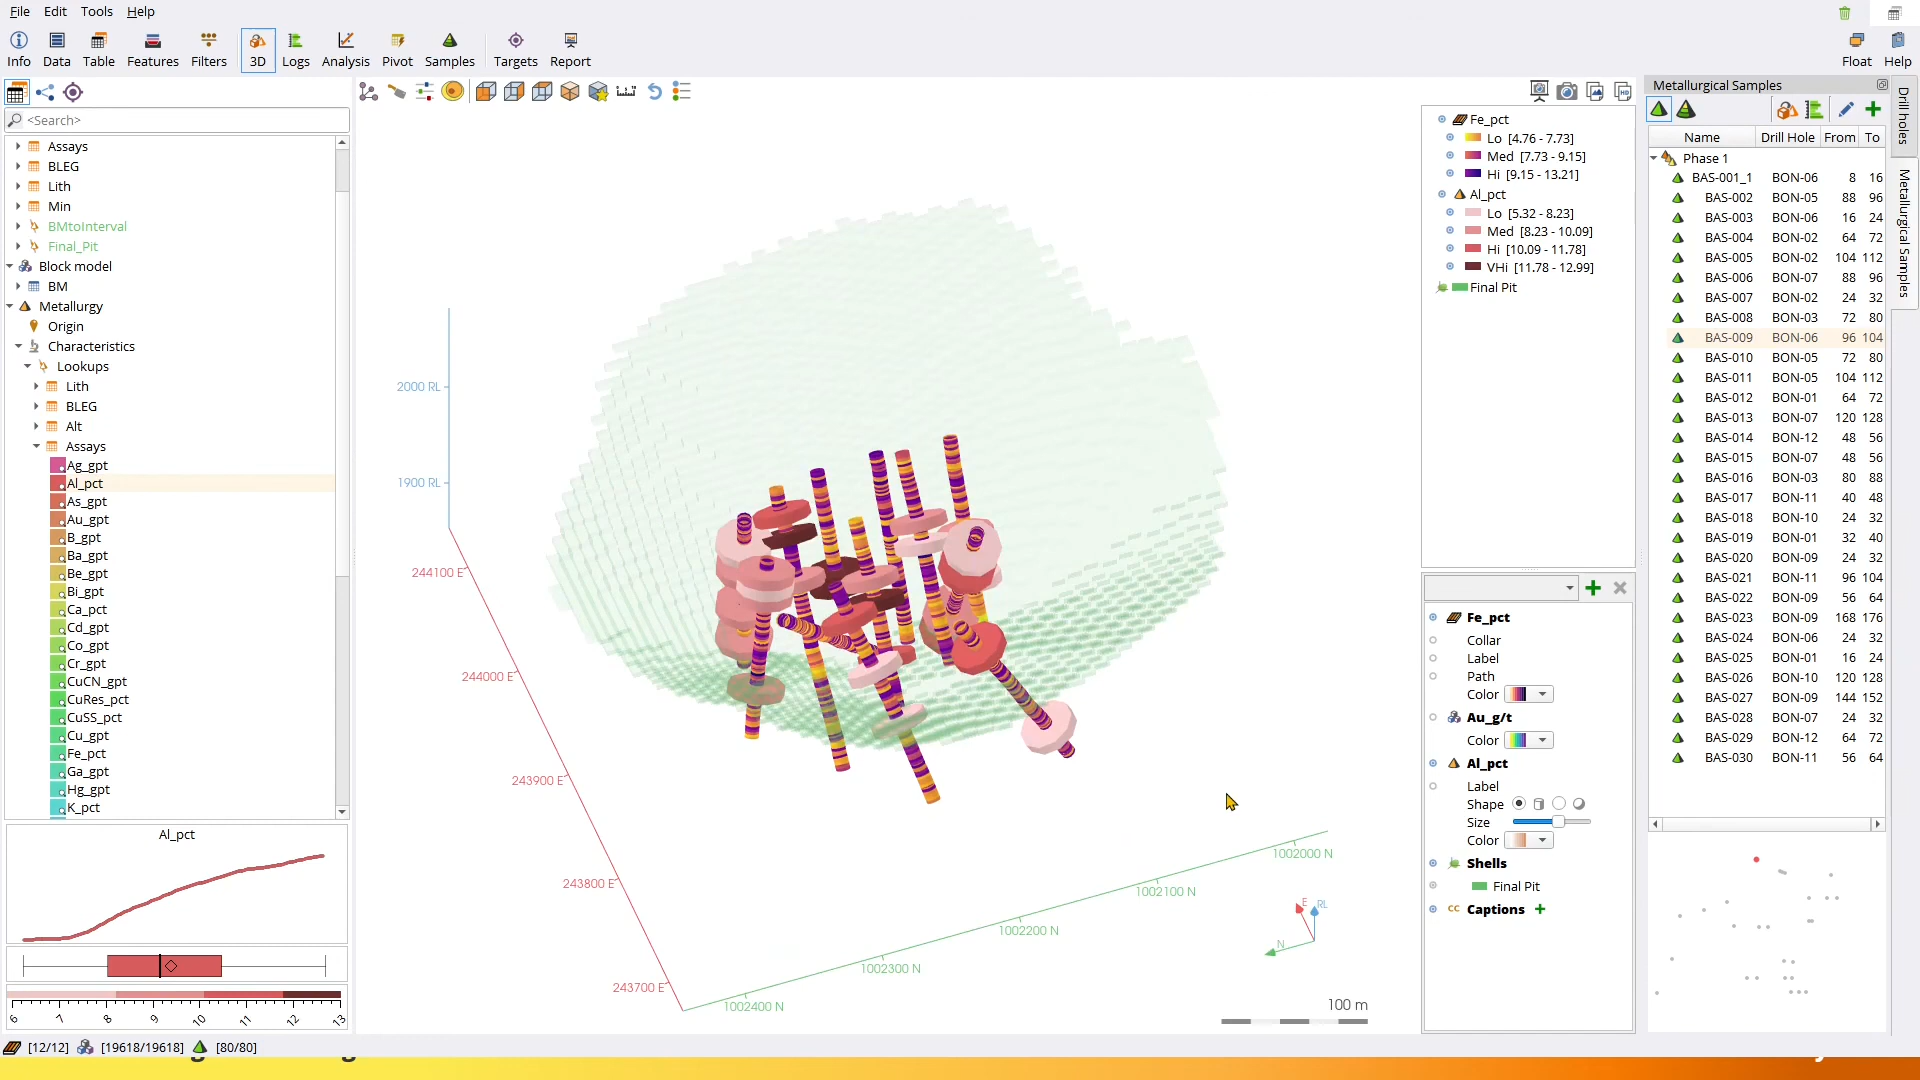 File Edit Tools Help
Info Data Table Features Filters 3D Logs Analysis Pivot Samples Targets Report Float Help
<Search>
Assays
BLEG
Lith
Min
BMtoInterval
Final_Pit
Block model
BM
Metallurgy
Origin
Characteristics
Lookups
Lith
BLEG
Alt
Assays
Ag_gpt
Al_pct
As_gpt
Au_gpt
B_gpt
Ba_gpt
Be_gpt
Bi_gpt
Ca_pct
Cd_gpt
Co_gpt
Cr_gpt
CuCN_gpt
CuRes_pct
CuSS_pct
Cu_gpt
Fe_pct
Ga_gpt
Hg_gpt
K_pct
Al_pct
6 7 8 9 10 11 12 13
[12/12] [19618/19618] [80/80]
2000 RL
1900 RL
244100 E
244000 E
243900 E
243800 E
243700 E
1002000 N
1002100 N
1002200 N
1002300 N
1002400 N
E RL
N
100 m
Fe_pct
Lo [4.76 - 7.73]
Med [7.73 - 9.15]
Hi [9.15 - 13.21]
Al_pct
Lo [5.32 - 8.23]
Med [8.23 - 10.09]
Hi [10.09 - 11.78]
VHi [11.78 - 12.99]
Final Pit
Fe_pct
Collar
Label
Path
Color
Au_g/t
Color
Al_pct
Label
Shape
Size
Color
Shells
Final Pit
CC Captions
Metallurgical Samples
Name Drill Hole From To
Phase 1
BAS-001_1 BON-06 8 16
BAS-002 BON-05 88 96
BAS-003 BON-06 16 24
BAS-004 BON-02 64 72
BAS-005 BON-02 104 112
BAS-006 BON-07 88 96
BAS-007 BON-02 24 32
BAS-008 BON-03 72 80
BAS-009 BON-06 96 104
BAS-010 BON-05 72 80
BAS-011 BON-05 104 112
BAS-012 BON-01 64 72
BAS-013 BON-07 120 128
BAS-014 BON-12 48 56
BAS-015 BON-07 48 56
BAS-016 BON-03 80 88
BAS-017 BON-11 40 48
BAS-018 BON-10 24 32
BAS-019 BON-01 32 40
BAS-020 BON-09 24 32
BAS-021 BON-11 96 104
BAS-022 BON-09 56 64
BAS-023 BON-09 168 176
BAS-024 BON-06 24 32
BAS-025 BON-01 16 24
BAS-026 BON-10 120 128
BAS-027 BON-09 144 152
BAS-028 BON-07 24 32
BAS-029 BON-12 64 72
BAS-030 BON-11 56 64
Drill holes
Metallurgical Samples